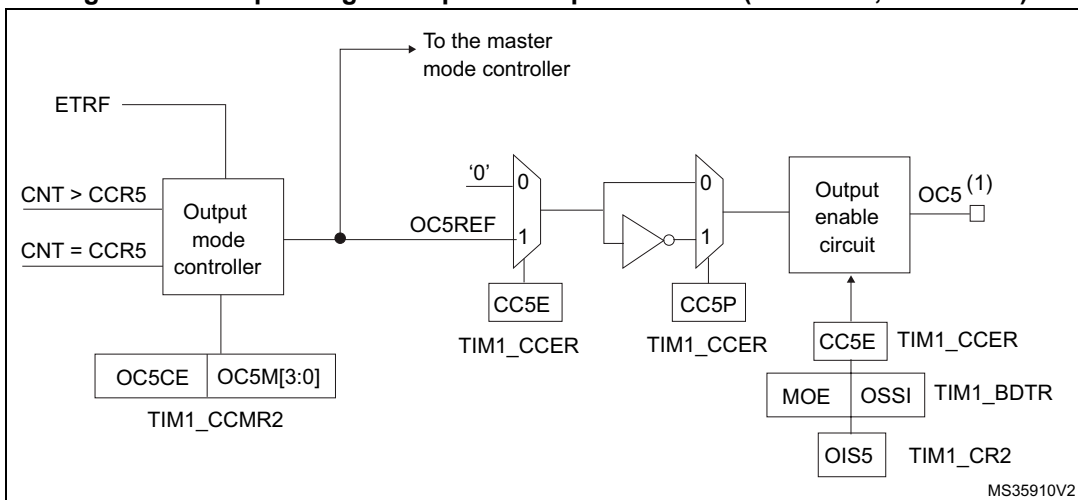 To the master
mode controller
ETRF
CNT > CCR5
CNT = CCR5
Output
mode
controller
'0'
0
OC5REF
1
0
1
Output
enable
circuit
OC5 (1)
CC5E
TIM1_CCER
CC5P
TIM1_CCER
CC5E
TIM1_CCER
MOE
OSSI
TIM1_BDTR
OIS5
TIM1_CR2
OC5CE
OC5M[3:0]
TIM1_CCMR2
MS35910V2